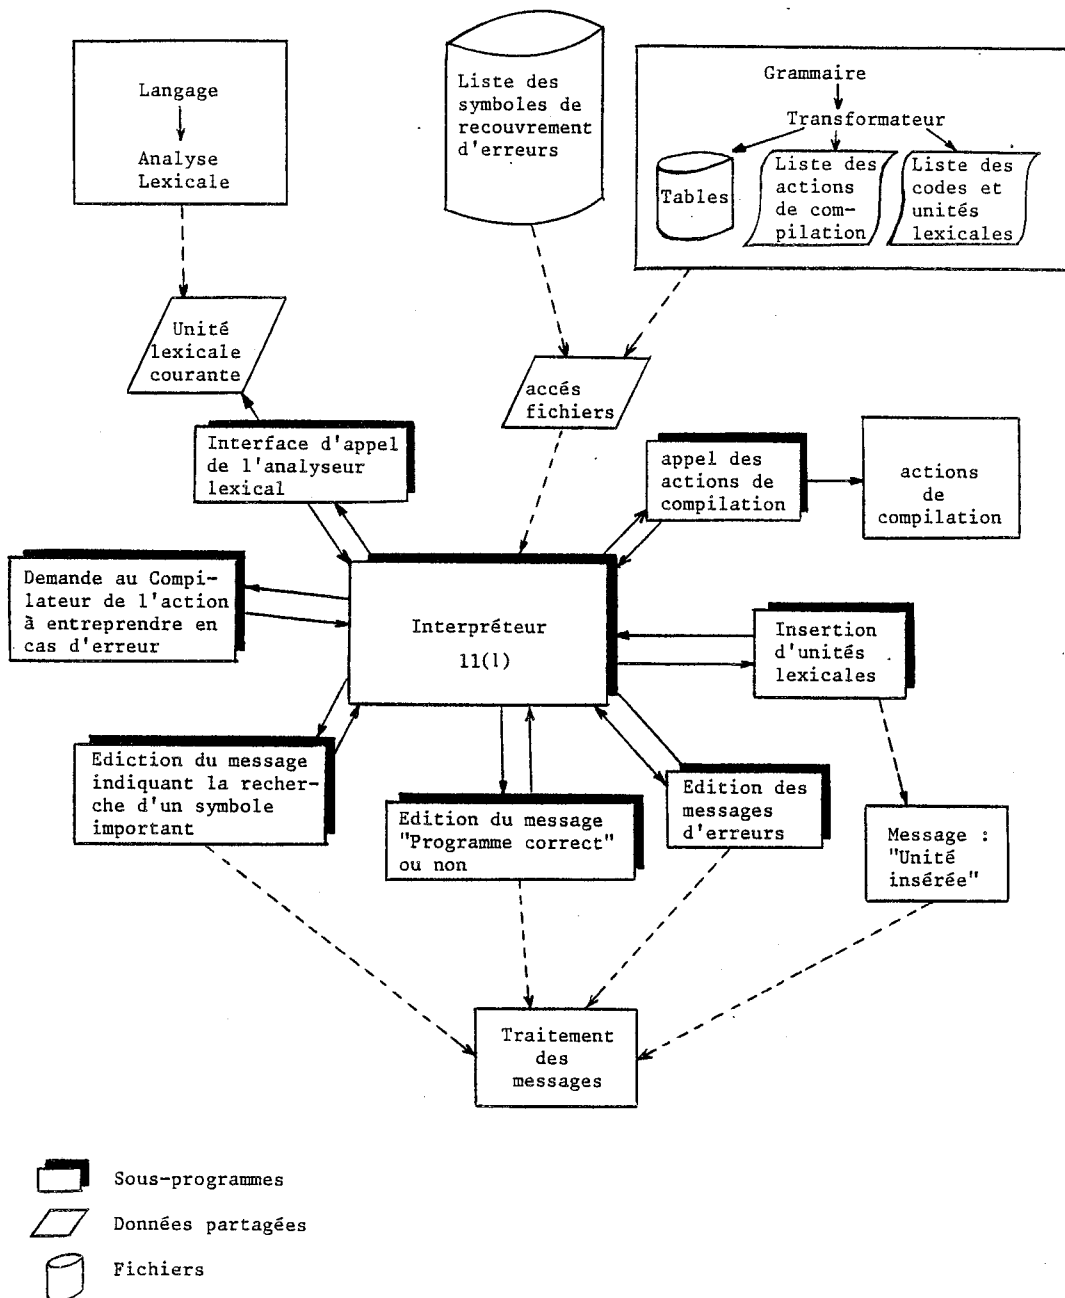 Langage
Analyse
Lexicale
Liste des
symboles de
recouvrement
d'erreurs
Grammaire
Transformateur
Tables
Liste des
actions
de com-
pilation
Liste des
codes et
unités
lexicales
Unité
lexicale
courante
accés
fichiers
Interface d'appel
de l'analyseur
lexical
appel des
actions de
compilation
actions
de
compilation
Demande au Compi-
lateur de l'action
à entreprendre en
cas d'erreur
Interpréteur
11(1)
Insertion
d'unités
lexicales
Ediction du message
indiquant la recher-
che d'un symbole
important
Edition du message
"Programme correct"
ou non
Edition des
messages
d'erreurs
Message :
"Unité
insérée"
Traitement
des
messages
Sous-programmes
Données partagées
Fichiers